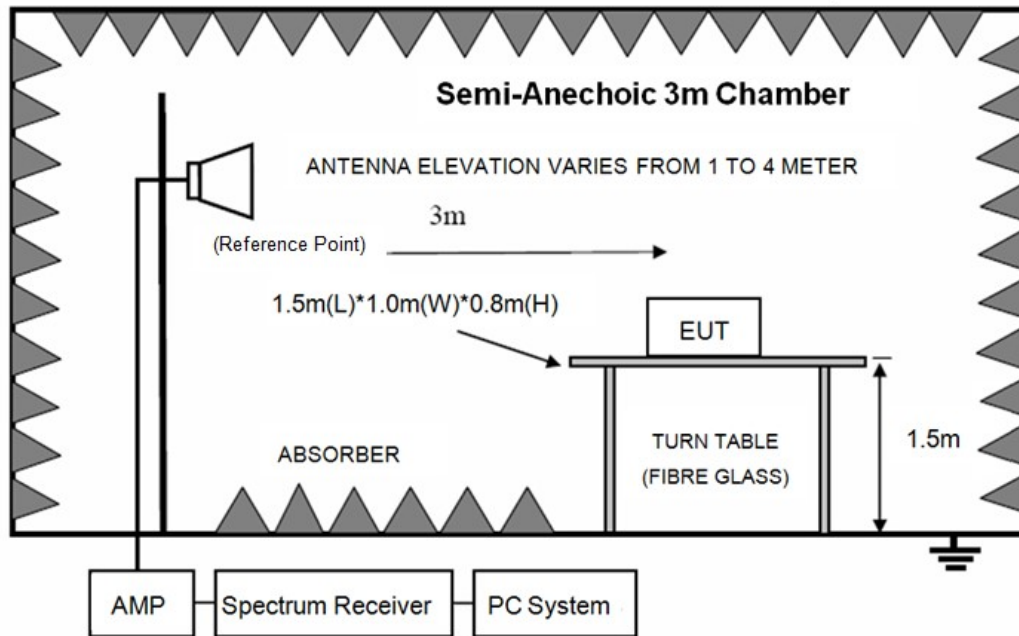 Semi-Anechoic 3m Chamber
ANTENNA ELEVATION VARIES FROM 1 TO 4 METER
3m
(Reference Point)
1.5m(L)*1.0m(W)*0.8m(H)
EUT
1.5m
TURN TABLE
(FIBRE GLASS)
ABSORBER
AMP
Spectrum Receiver
PC System